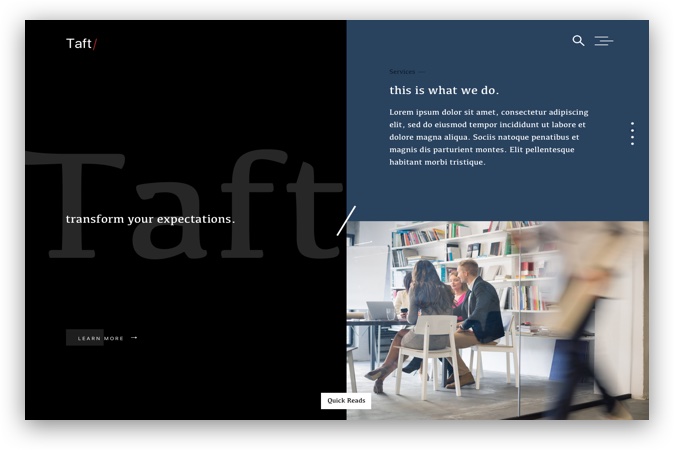 Taft/
Services —
this is what we do.
Lorem ipsum dolor sit amet, consectetur adipiscing
elit, sed do eiusmod tempor incididunt ut labore et
dolore magna aliqua. Sociis natoque penatibus et
magnis dis parturient montes. Elit pellentesque
habitant morbi tristique.
Taft
transform your expectations.
LEARN MORE →
Quick Reads